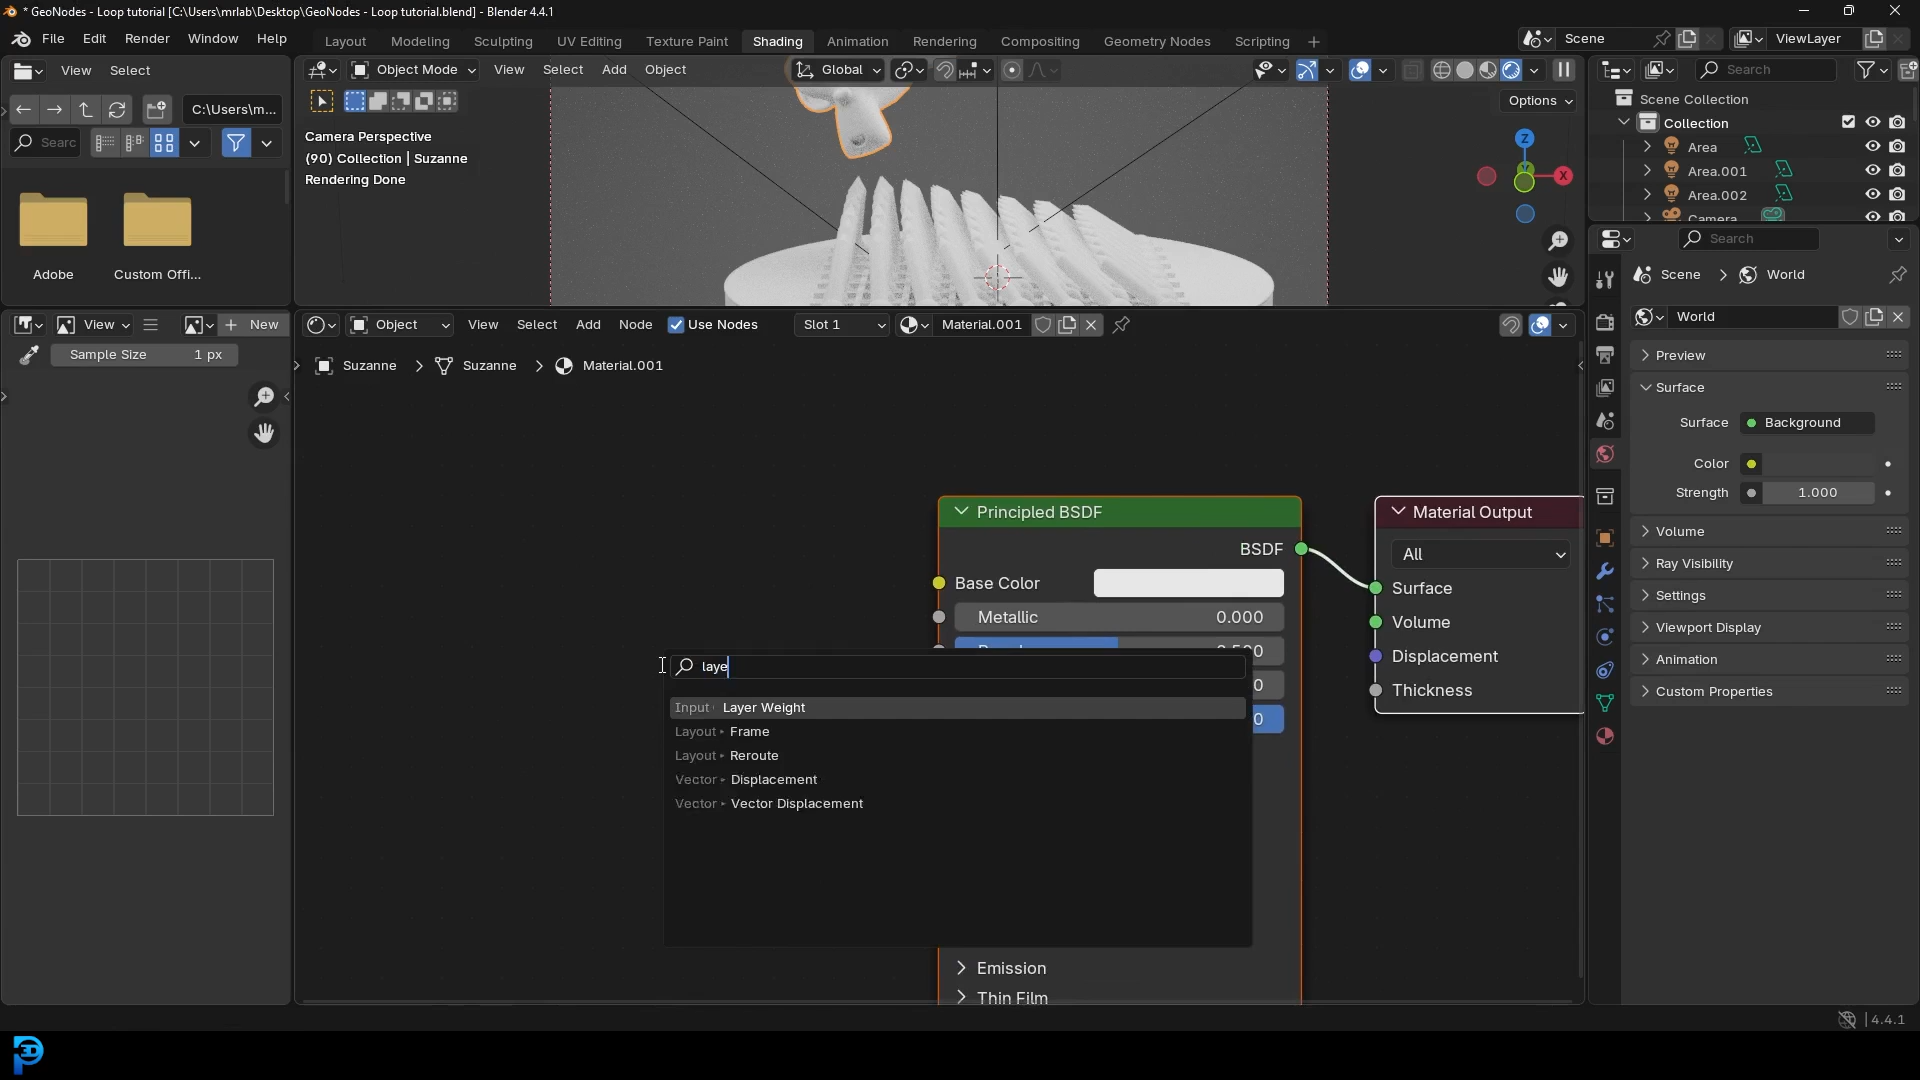 * GeoNodes - Loop tutorial [C:\Users\mrlab\Desktop\GeoNodes - Loop tutorial.blend] - Blender 4.4.1
File Edit Render Window Help
Layout Modeling Sculpting UV Editing Texture Paint Shading Animation Rendering Compositing Geometry Nodes Scripting +
Scene
ViewLayer
View Select
C:\Users\m...
Searc
Adobe
Custom Offi...
Object Mode View Select Add Object Global
Options
Camera Perspective
(90) Collection | Suzanne
Rendering Done
Z
Y
X
Search
Scene Collection
Collection
Area
Area.001
Area.002
Camera
Search
Scene > World
World
Preview
Surface
Surface Background
Color
Strength 1.000
Volume
Ray Visibility
Settings
Viewport Display
Animation
Custom Properties
View + New
Sample Size 1 px
Object View Select Add Node Use Nodes Slot 1 Material.001
Suzanne > Suzanne > Material.001
Principled BSDF
BSDF
Base Color
Metallic 0.000
Material Output
All
Surface
Volume
Displacement
Thickness
laye
Input Layer Weight
Layout Frame
Layout Reroute
Vector Displacement
Vector Vector Displacement
Emission
Thin Film
4.4.1